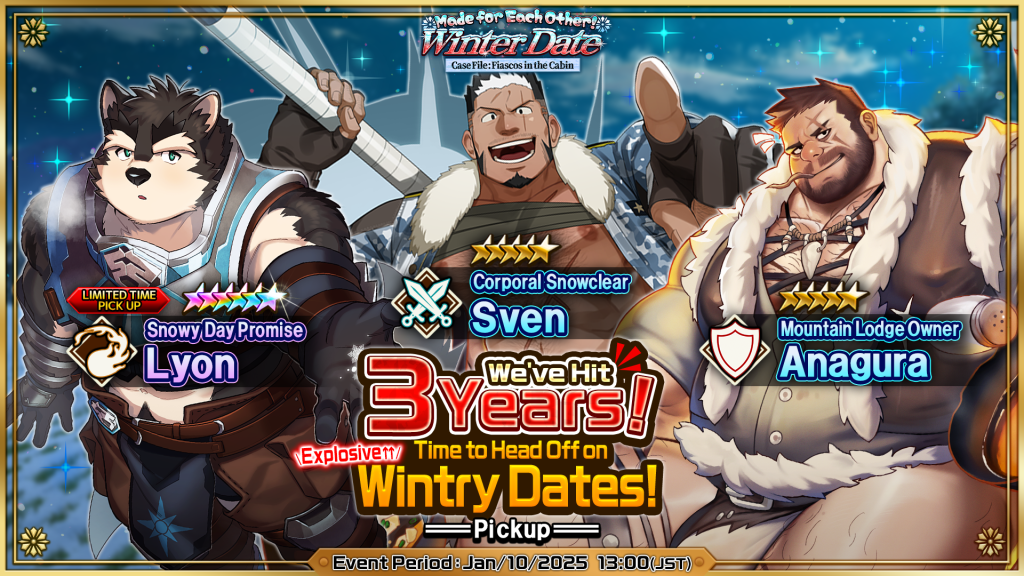 Made for Each Other!
Winter Date
Case File: Fiascos in the Cabin
LIMITED TIME
PICK UP
Snowy Day Promise
Lyon
Corporal Snowclear
Sven
Mountain Lodge Owner
Anagura
We've Hit
3 Years!
Explosive↑↑
Time to Head Off on
Wintry Dates!
Pickup
Event Period : Jan/10/2025 13:00(JST)